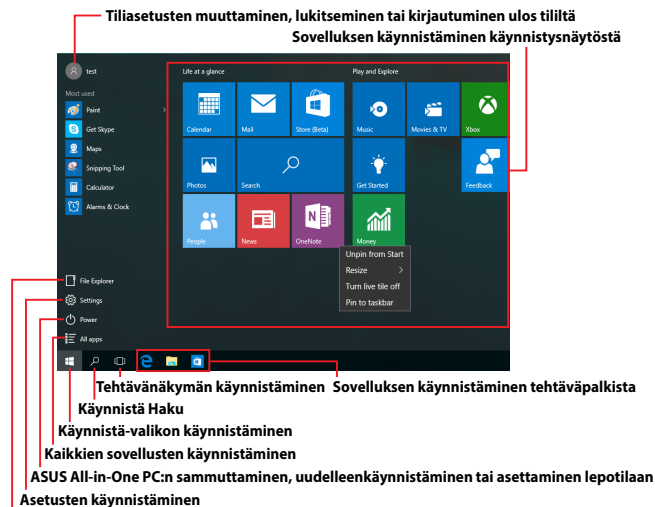 Tiliasetusten muuttaminen, lukitseminen tai kirjautuminen ulos tililtä
Sovelluksen käynnistäminen käynnistysnäytöstä
test
Life at a glance
Play and Explore
Most used
Paint
Get Skype
Maps
Snipping Tool
Calculator
Alarms & Clock
Calendar
Mail
Store (Beta)
Music
Movies & TV
Xbox
Photos
Search
Get Started
Feedback
People
News
OneNote
Money
Unpin from Start
Resize
Turn live tile off
Pin to taskbar
File Explorer
Settings
Power
All apps
Tehtävänäkymän käynnistäminen
Sovelluksen käynnistäminen tehtäväpalkista
Käynnistä Haku
Käynnistä-valikon käynnistäminen
Kaikkien sovellusten käynnistäminen
ASUS All-in-One PC:n sammuttaminen, uudelleenkäynnistäminen tai asettaminen lepotilaan
Asetusten käynnistäminen